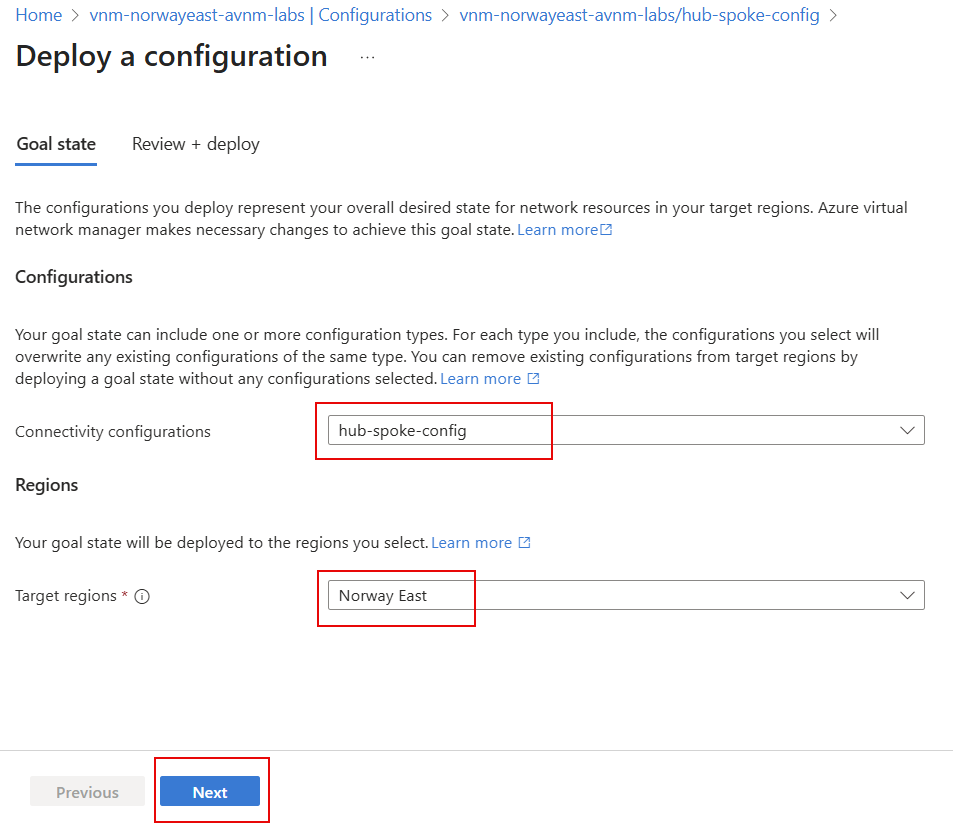 Home > vnm-norwayeast-avnm-labs | Configurations > vnm-norwayeast-avnm-labs/hub-spoke-config >
Deploy a configuration ...
Goal state Review + deploy
The configurations you deploy represent your overall desired state for network resources in your target regions. Azure virtual
network manager makes necessary changes to achieve this goal state. Learn more
Configurations
Your goal state can include one or more configuration types. For each type you include, the configurations you select will
overwrite any existing configurations of the same type. You can remove existing configurations from target regions by
deploying a goal state without any configurations selected. Learn more
Connectivity configurations hub-spoke-config
Regions
Your goal state will be deployed to the regions you select. Learn more
Target regions * Norway East
Previous Next